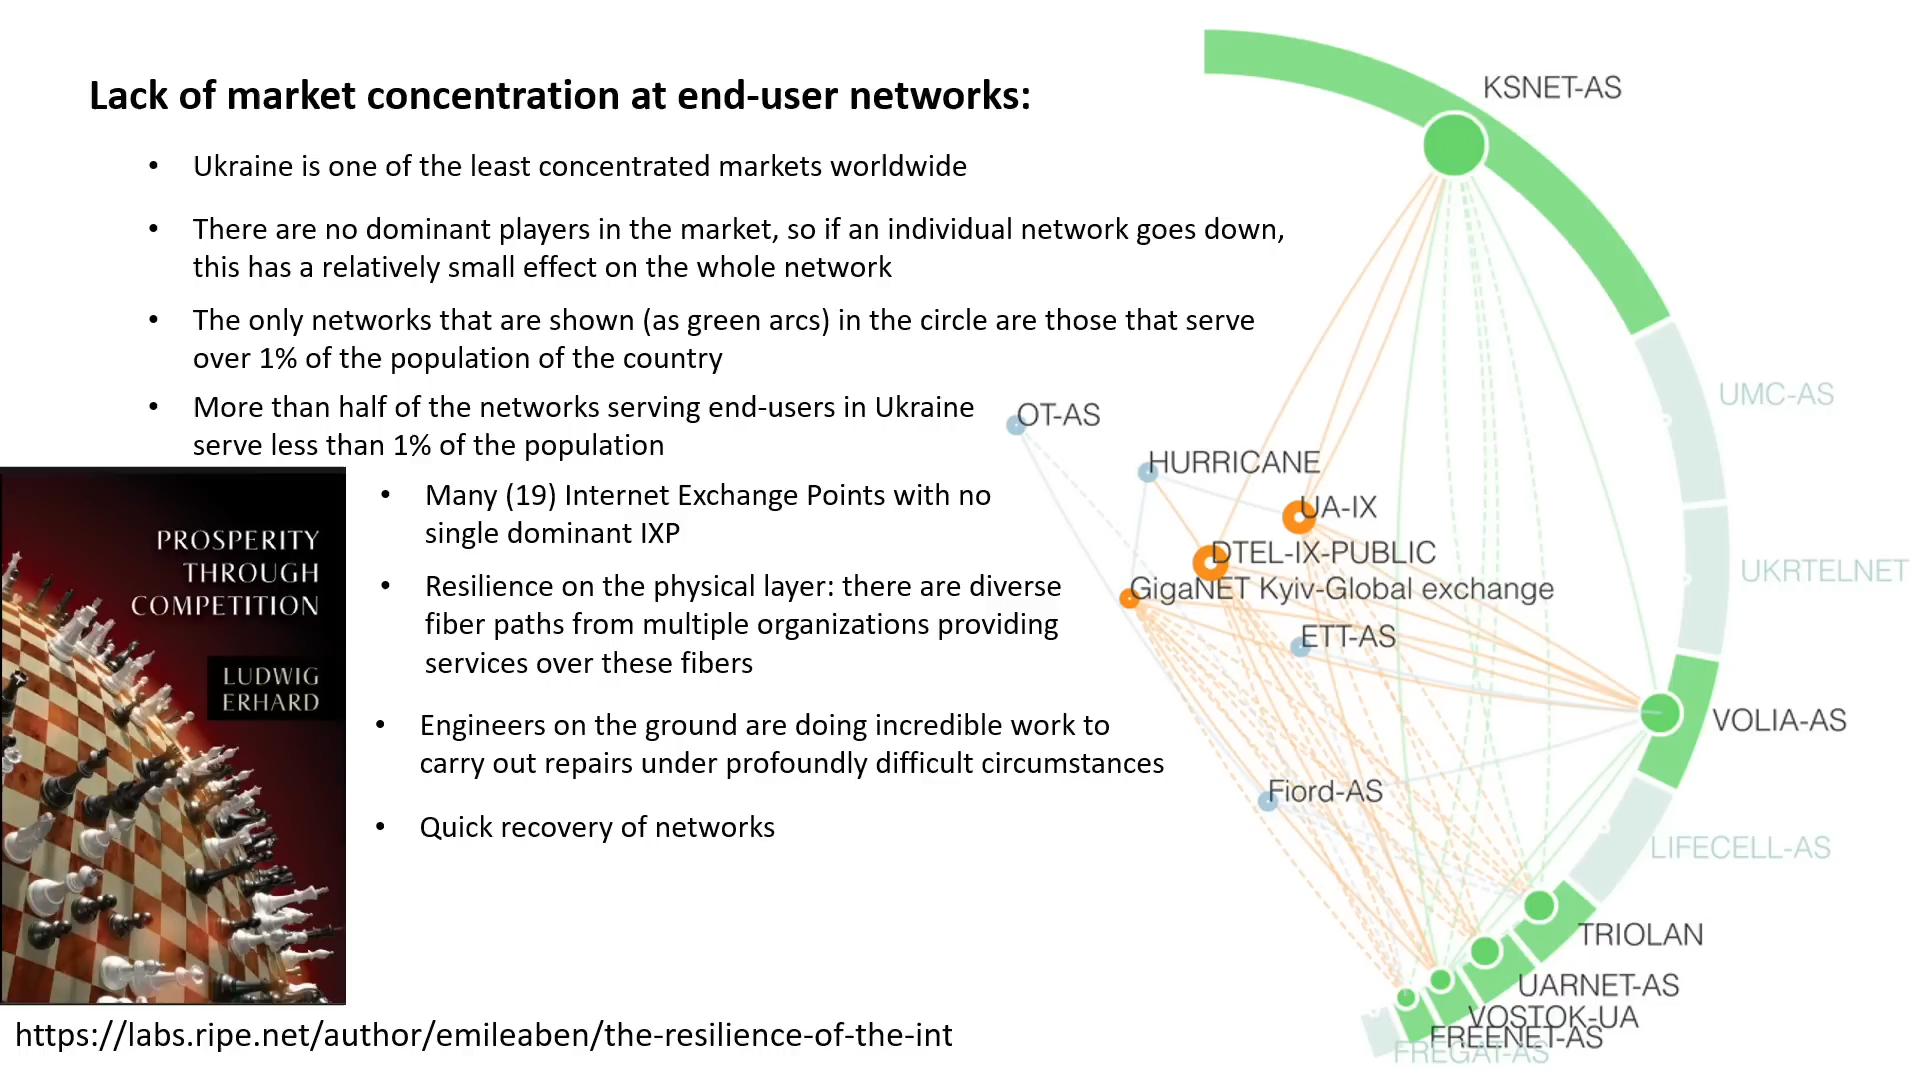 Lack of market concentration at end-user networks:
• Ukraine is one of the least concentrated markets worldwide
• There are no dominant players in the market, so if an individual network goes down,
this has a relatively small effect on the whole network
• The only networks that are shown (as green arcs) in the circle are those that serve
over 1% of the population of the country
• More than half of the networks serving end-users in Ukraine
serve less than 1% of the population
• Many (19) Internet Exchange Points with no
single dominant IXP
• Resilience on the physical layer: there are diverse
fiber paths from multiple organizations providing
services over these fibers
• Engineers on the ground are doing incredible work to
carry out repairs under profoundly difficult circumstances
• Quick recovery of networks
PROSPERITY
THROUGH
COMPETITION
LUDWIG
ERHARD
https://labs.ripe.net/author/emileaben/the-resilience-of-the-int
KSNET-AS
UMC-AS
OT-AS
HURRICANE
UA-IX
DTEL-IX-PUBLIC
UKRTELNET
GigaNET Kyiv-Global exchange
ETT-AS
VOLIA-AS
Fiord-AS
LIFECELL-AS
TRIOLAN
UARNET-AS
VOSTOK-UA
FREENET-AS
FREGAT-AS